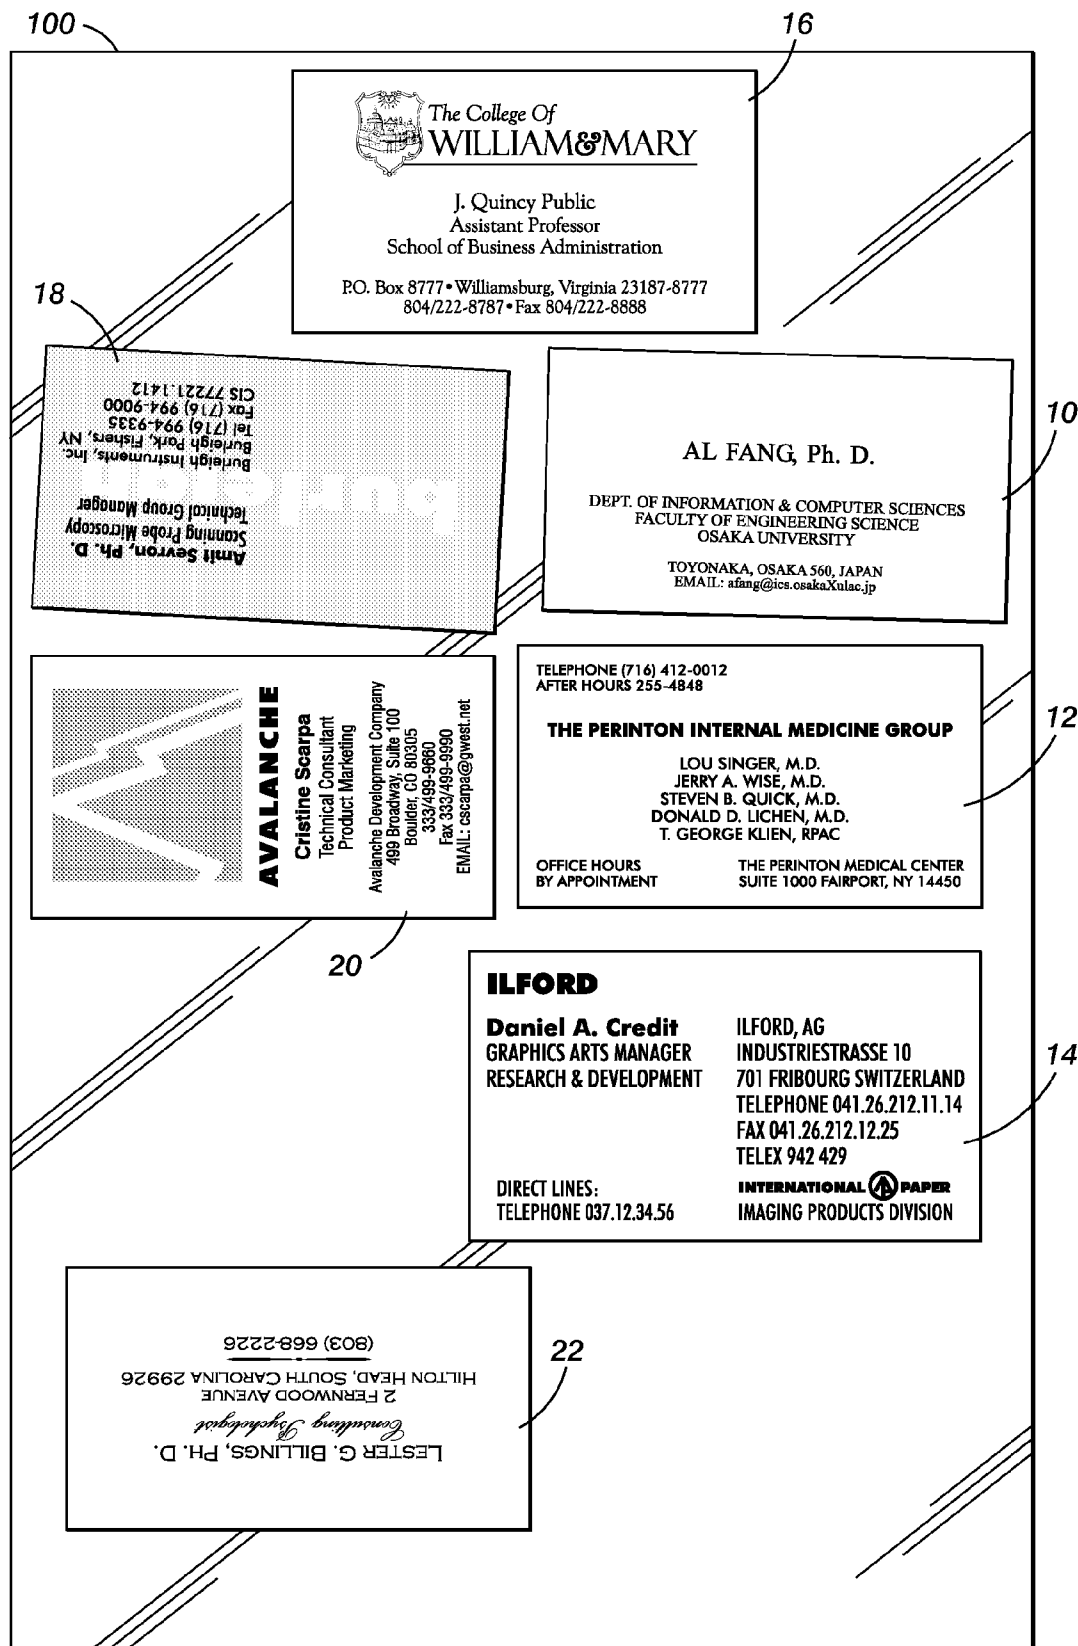 100
16
The College Of
WILLIAM&MARY
J. Quincy Public
Assistant Professor
School of Business Administration
P.O. Box 8777 • Williamsburg, Virginia 23187-8777
804/222-8787 • Fax 804/222-8888
18
burleigh
Amit Sevron, Ph. D.
Scanning Probe Microscopy
Technical Group Manager
Burleigh Instruments, Inc.
Burleigh Park, Fishers, NY
Tel (716) 994-9335
Fax (716) 994-9000
CIS 77221.1412
10
AL FANG, Ph. D.
DEPT. OF INFORMATION & COMPUTER SCIENCES
FACULTY OF ENGINEERING SCIENCE
OSAKA UNIVERSITY
TOYONAKA, OSAKA 560, JAPAN
EMAIL: afang@ics.osakaXulac.jp
AVALANCHE
Cristine Scarpa
Technical Consultant
Product Marketing
Avalanche Development Company
499 Broadway, Suite 100
Boulder, CO 80305
333/499-9660
Fax 333/499-9990
EMAIL: cscarpa@gwest.net
20
TELEPHONE (716) 412-0012
AFTER HOURS 255-4848
THE PERINTON INTERNAL MEDICINE GROUP
LOU SINGER, M.D.
JERRY A. WISE, M.D.
STEVEN B. QUICK, M.D.
DONALD D. LICHEN, M.D.
T. GEORGE KLIEN, RPAC
OFFICE HOURS
BY APPOINTMENT
THE PERINTON MEDICAL CENTER
SUITE 1000 FAIRPORT, NY 14450
12
ILFORD
Daniel A. Credit
GRAPHICS ARTS MANAGER
RESEARCH & DEVELOPMENT
DIRECT LINES:
TELEPHONE 037.12.34.56
ILFORD, AG
INDUSTRIESTRASSE 10
701 FRIBOURG SWITZERLAND
TELEPHONE 041.26.212.11.14
FAX 041.26.212.12.25
TELEX 942 429
INTERNATIONAL PAPER
IMAGING PRODUCTS DIVISION
14
LESTER G. BILLINGS, PH. D.
Consulting Psychologist
2 FERNWOOD AVENUE
HILTON HEAD, SOUTH CAROLINA 29926
(803) 668-2226
22